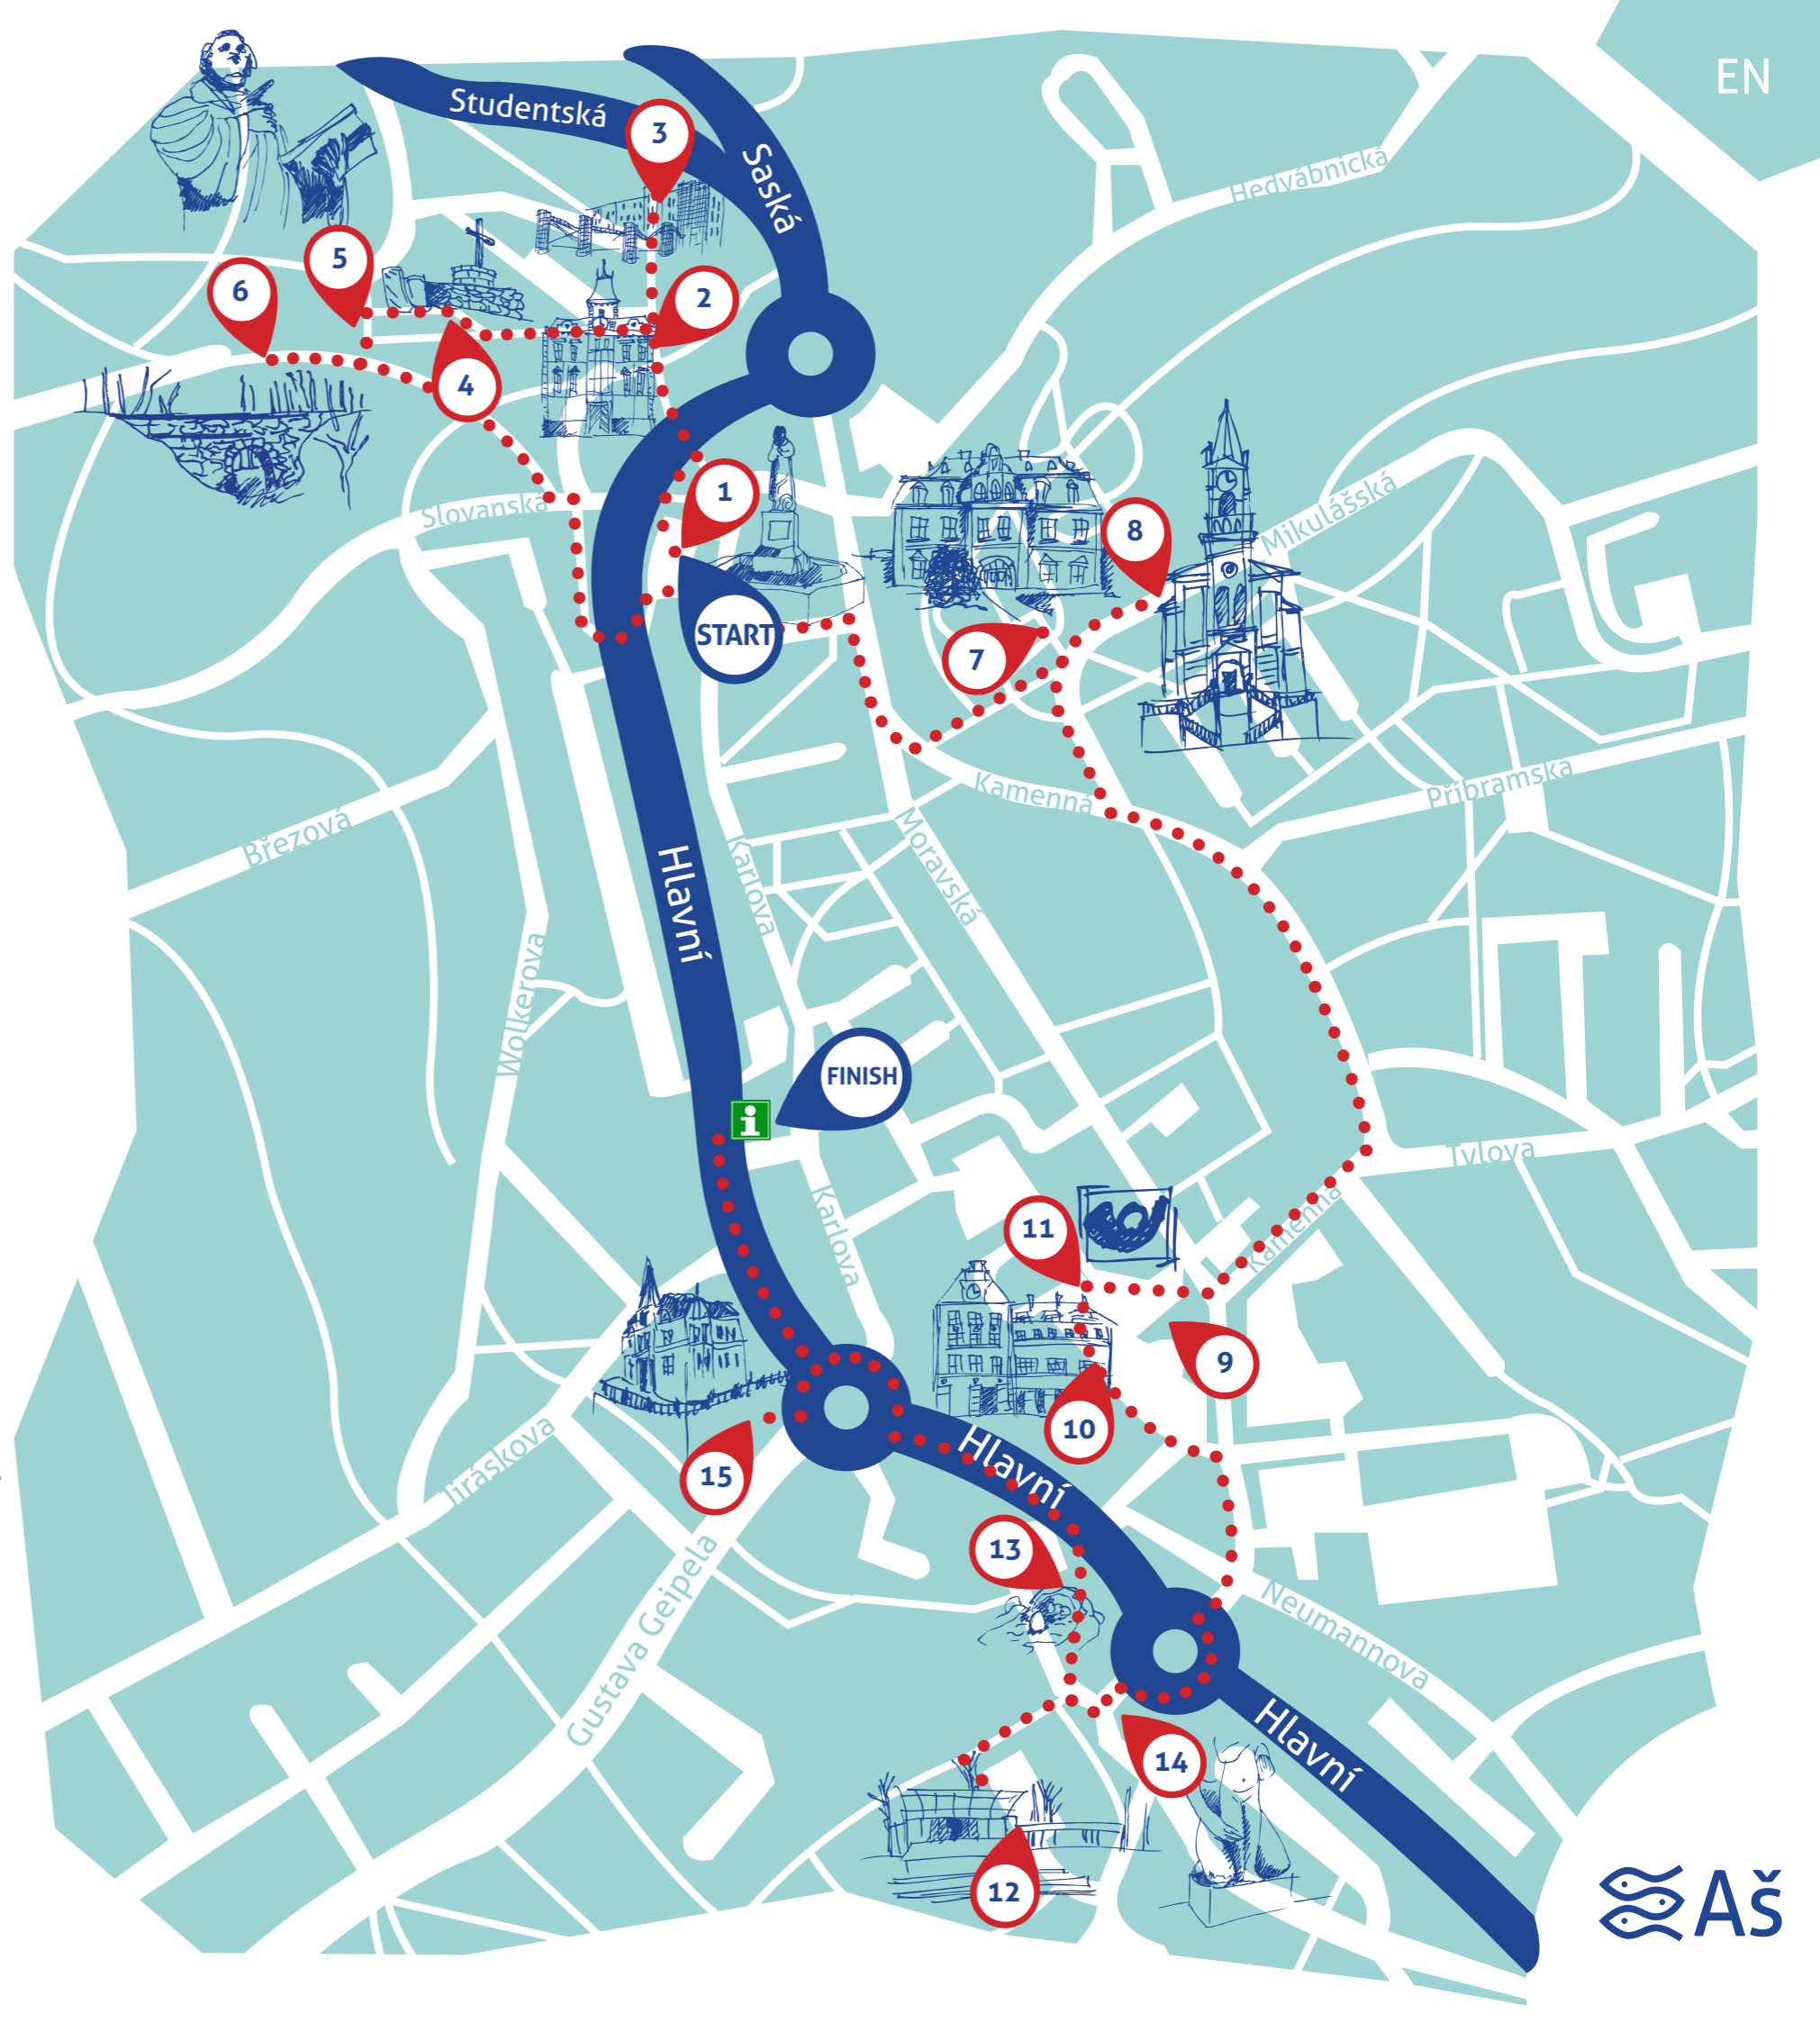 EN
Studentská
3
Saská
Hedvábnická
5
6
2
4
1
Slovanská
8
Mikulášská
START
7
Kamenná
Příbramská
Březová
Hlavní
Karlova
Moravská
Wolkerova
FINISH
i
Tylova
Kamenná
Karlova
11
9
10
Hlavní
15
Jiráskova
13
Gustava Geipela
Neumannova
Hlavní
14
12
Aš